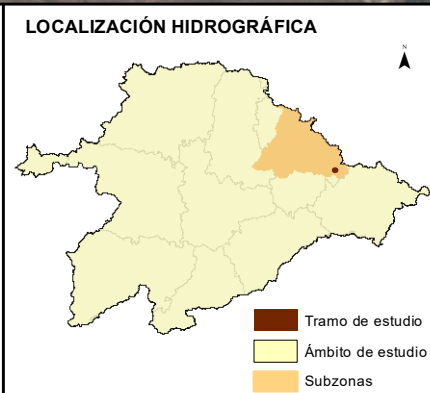 LOCALIZACIÓN HIDROGRÁFICA
N
Tramo de estudio
Ámbito de estudio
Subzonas